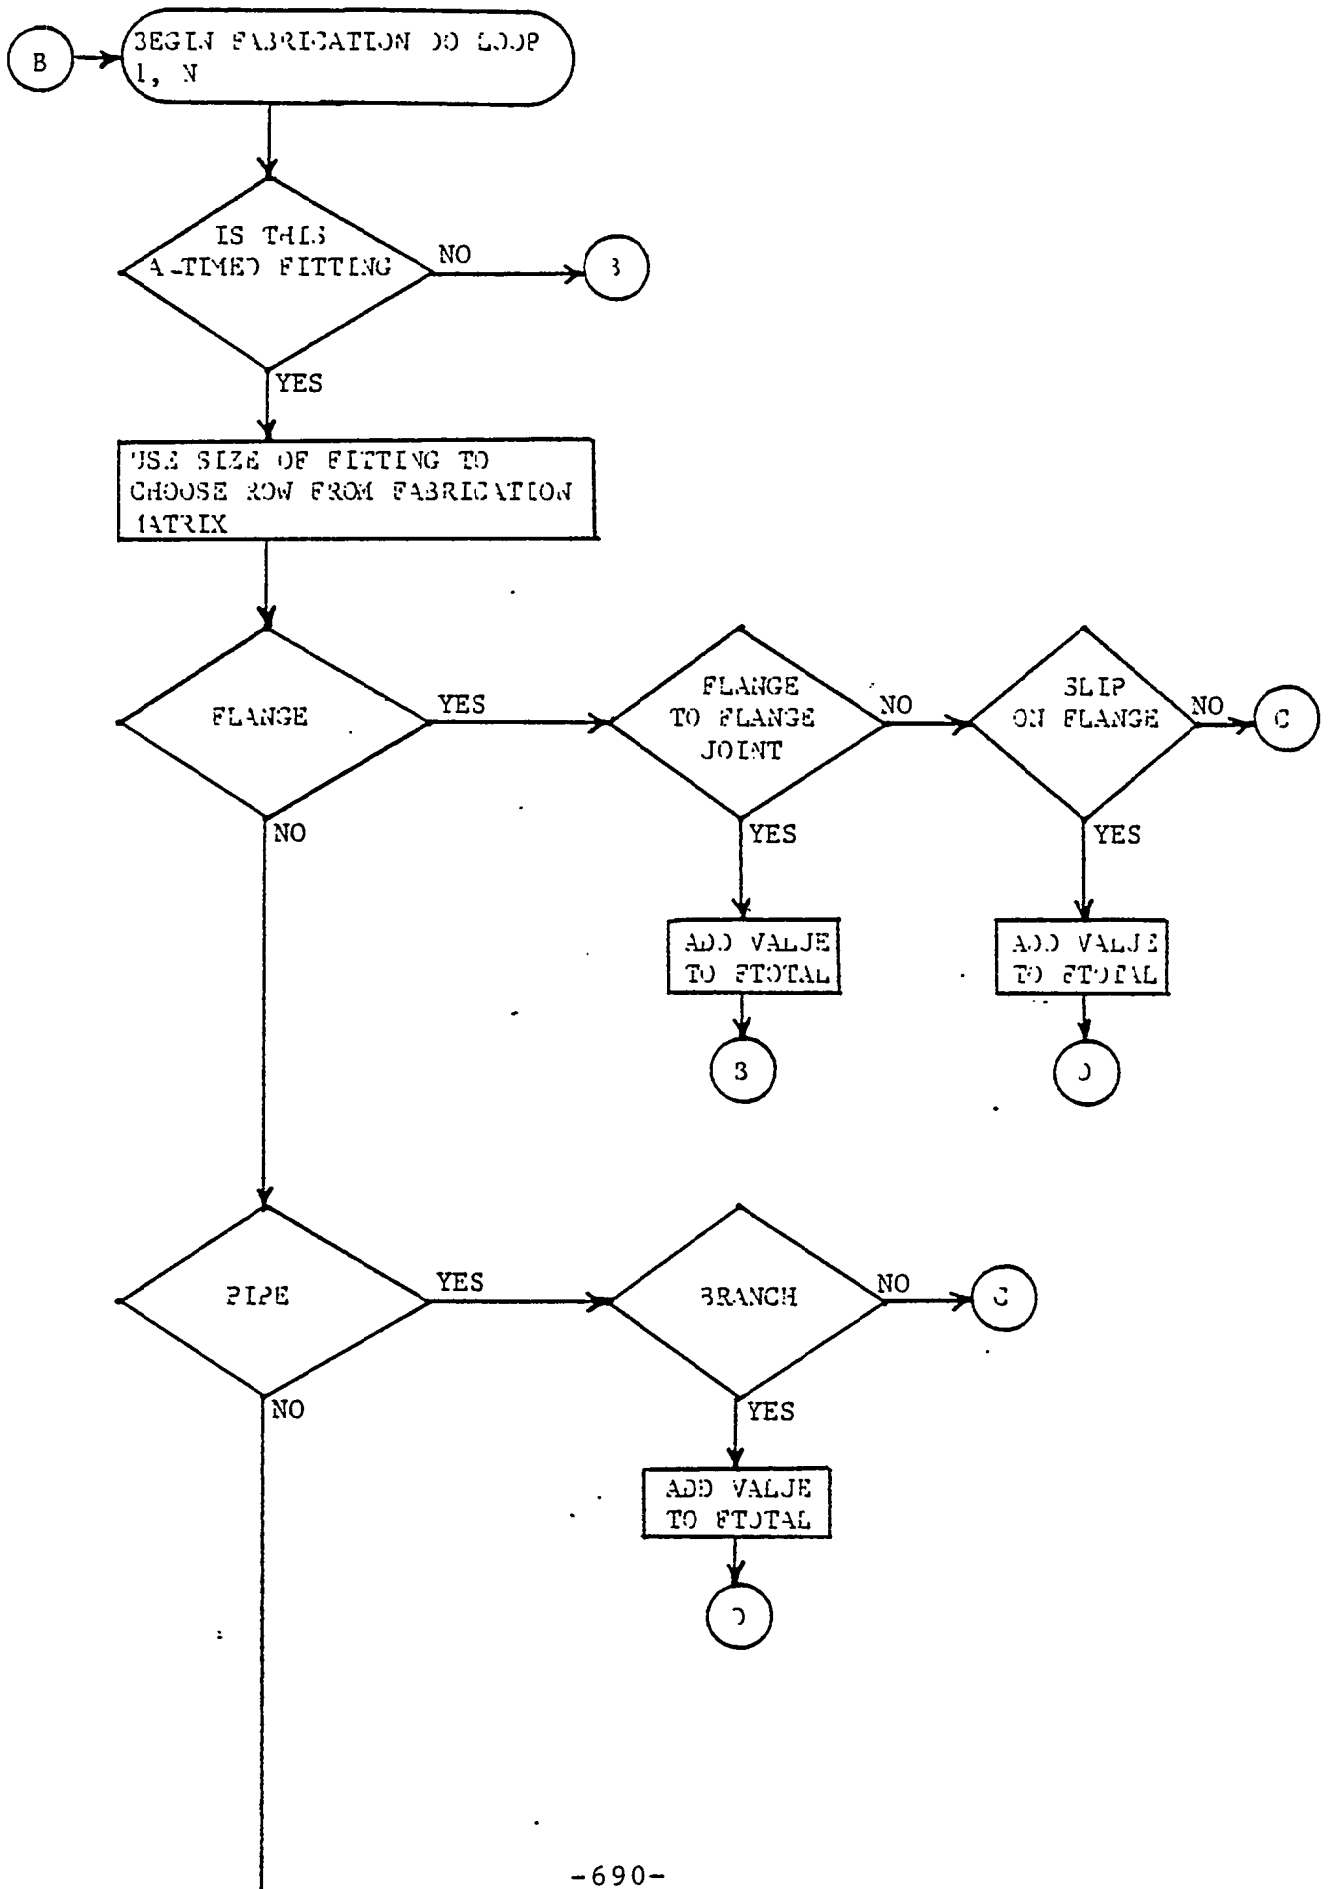 B
BEGIN FABRICATION DO LOOP
1, N
IS THIS
A-TIMED FITTING
NO
B
YES
USE SIZE OF FITTING TO
CHOOSE ROW FROM FABRICATION
MATRIX
FLANGE
YES
FLANGE
TO FLANGE
JOINT
NO
SLIP
ON FLANGE
NO
C
NO
YES
YES
ADD VALUE
TO FTOTAL
ADD VALUE
TO FTOTAL
B
D
PIPE
YES
BRANCH
NO
C
NO
YES
ADD VALUE
TO FTOTAL
D
-690-